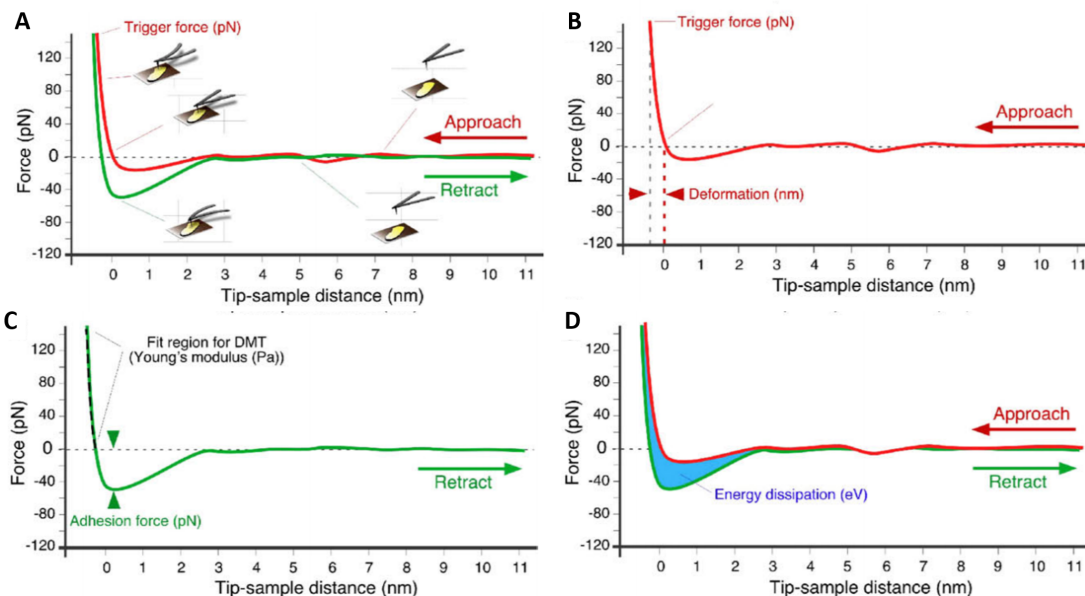 A
Trigger force (pN)
120
80
40
0
-40
-80
-120
Force (pN)
Approach
Retract
0 1 2 3 4 5 6 7 8 9 10 11
Tip-sample distance (nm)
B
Trigger force (pN)
120
80
40
0
-40
-80
-120
Force (pN)
Approach
Deformation (nm)
0 1 2 3 4 5 6 7 8 9 10 11
Tip-sample distance (nm)
C
Fit region for DMT
(Young's modulus (Pa))
120
80
40
0
-40
-80
-120
Force (pN)
Retract
Adhesion force (pN)
0 1 2 3 4 5 6 7 8 9 10 11
Tip-sample distance (nm)
D
120
80
40
0
-40
-80
-120
Force (pN)
Approach
Retract
Energy dissipation (eV)
0 1 2 3 4 5 6 7 8 9 10 11
Tip-sample distance (nm)